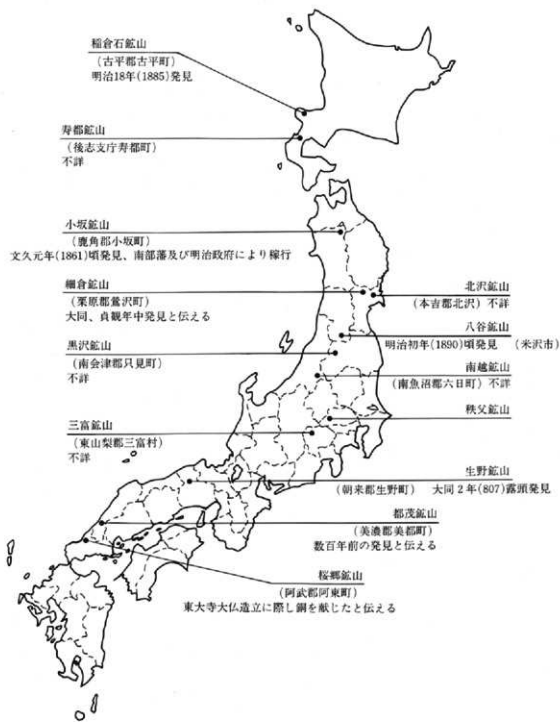 稲倉石鉱山
(古平郡古平町)
明治18年(1885)発見
寿都鉱山
(後志支庁寿都町)
不詳
小坂鉱山
(鹿角郡小坂町)
文久元年(1861)頃発見、南部藩及び明治政府により稼行
細倉鉱山
(栗原郡鶯沢町)
大同、貞観年中発見と伝える
北沢鉱山
(本吉郡北沢) 不詳
八谷鉱山
明治初年(1890)頃発見 (米沢市)
黒沢鉱山
(南会津郡只見町)
不詳
南越鉱山
(南魚沼郡六日町) 不詳
秩父鉱山
三富鉱山
(東山梨郡三富村)
不詳
生野鉱山
(朝来郡生野町) 大同2年(807)露頭発見
都茂鉱山
(美濃郡美都町)
数百年前の発見と伝える
桜郷鉱山
(阿武郡阿東町)
東大寺大仏造立に際し銅を献じたと伝える